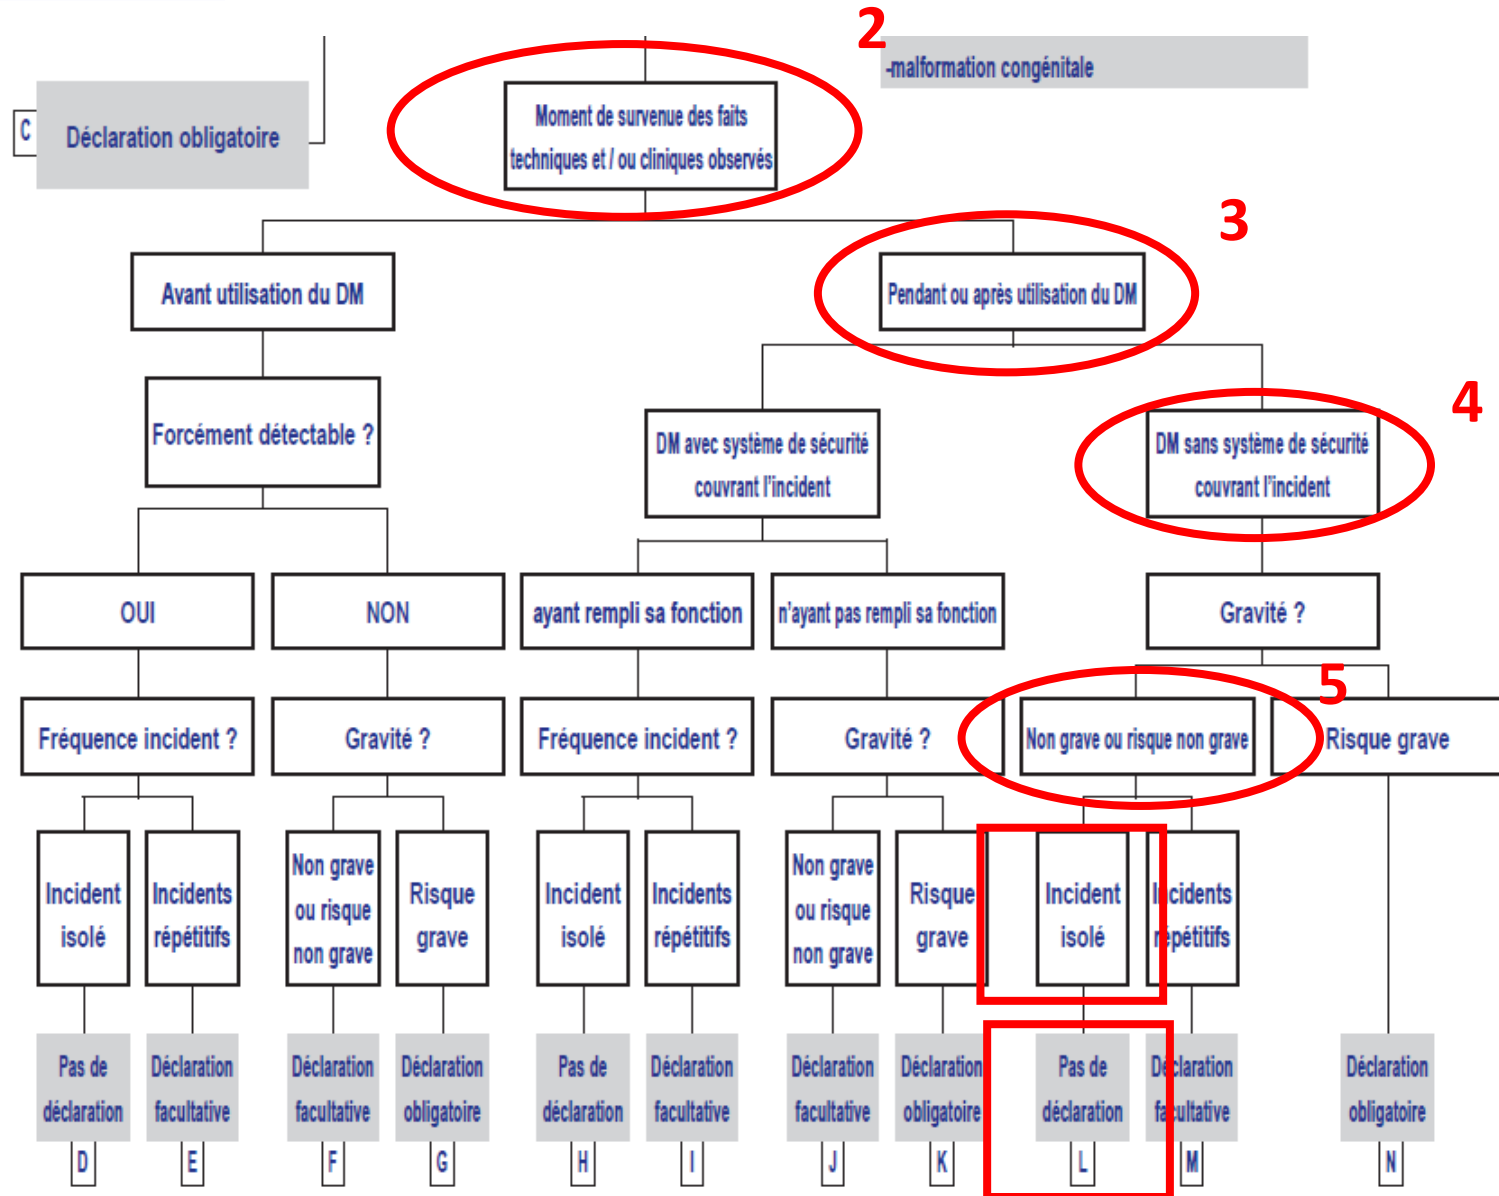 2
-malformation congénitale
C
Déclaration obligatoire
Moment de survenue des faits
techniques et / ou cliniques observés
3
Avant utilisation du DM
Pendant ou après utilisation du DM
4
Forcément détectable ?
DM avec système de sécurité
couvrant l'incident
DM sans système de sécurité
couvrant l'incident
OUI
NON
ayant rempli sa fonction
n'ayant pas rempli sa fonction
Gravité ?
5
Fréquence incident ?
Gravité ?
Fréquence incident ?
Gravité ?
Non grave ou risque non grave
Risque grave
Incident
isolé
Incidents
répétitifs
Non grave
ou risque
non grave
Risque
grave
Incident
isolé
Incidents
répétitifs
Non grave
ou risque
non grave
Risque
grave
Incident
isolé
Incidents
répétitifs
Pas de
déclaration
Déclaration
facultative
Déclaration
facultative
Déclaration
obligatoire
Pas de
déclaration
Déclaration
facultative
Déclaration
facultative
Déclaration
obligatoire
Pas de
déclaration
Déclaration
facultative
Déclaration
obligatoire
D
E
F
G
H
I
J
K
L
M
N